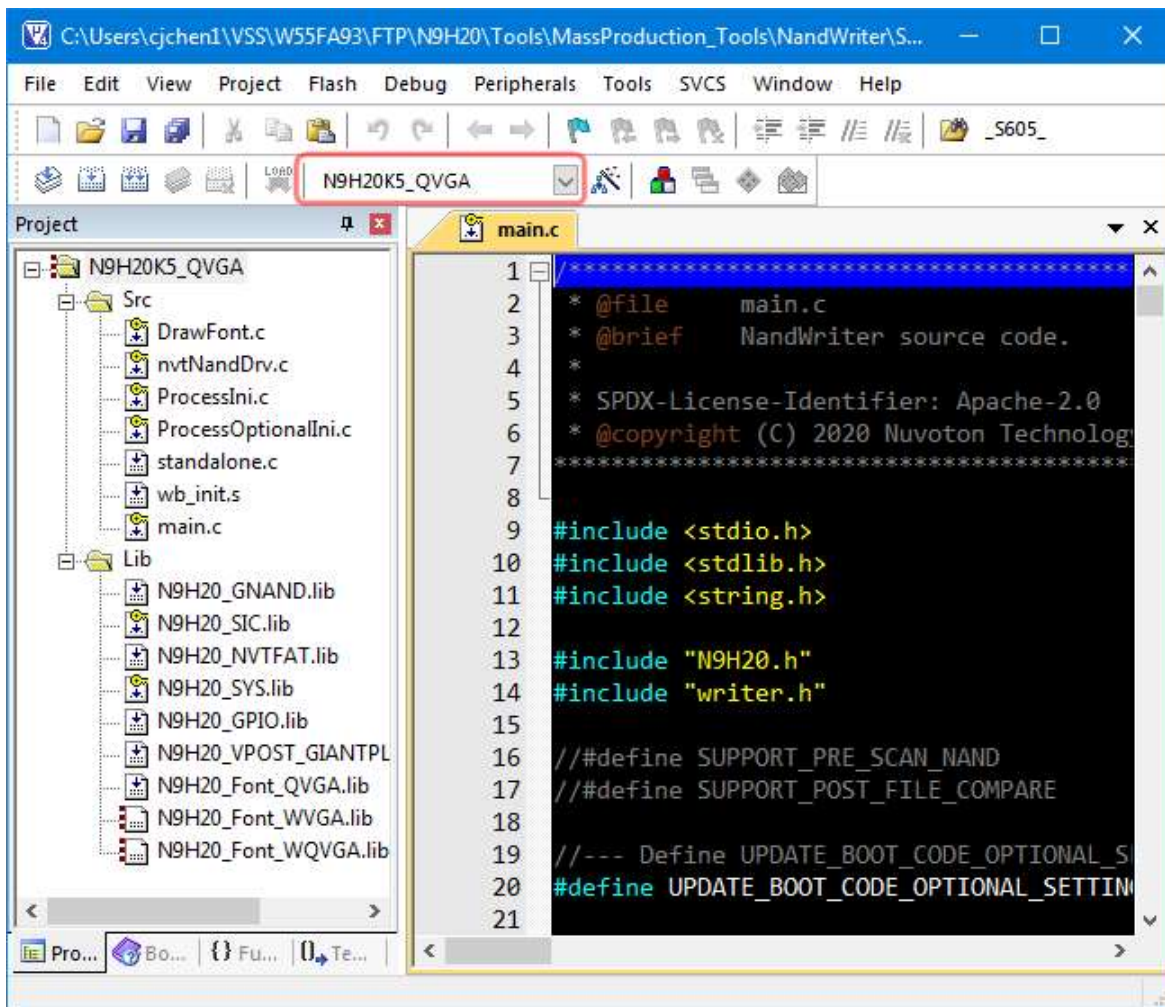 C:\Users\cjchen1\VSS\W55FA93\FTP\N9H20\Tools\MassProduction_Tools\NandWriter\S...
File Edit View Project Flash Debug Peripherals Tools SVCS Window Help
_S605_
LOAD N9H20K5_QVGA
Project
N9H20K5_QVGA
Src
DrawFont.c
nvtNandDrv.c
ProcessIni.c
ProcessOptionalIni.c
standalone.c
wb_init.s
main.c
Lib
N9H20_GNAND.lib
N9H20_SIC.lib
N9H20_NVTFAT.lib
N9H20_SYS.lib
N9H20_GPIO.lib
N9H20_VPOST_GIANTPL
N9H20_Font_QVGA.lib
N9H20_Font_WVGA.lib
N9H20_Font_WQVGA.lib
Pro... Bo... {} Fu... Te...
main.c
1 /****************************************
2 * @file main.c
3 * @brief NandWriter source code.
4 *
5 * SPDX-License-Identifier: Apache-2.0
6 * @copyright (C) 2020 Nuvoton Technolog
7 *****************************************
8
9 #include <stdio.h>
10 #include <stdlib.h>
11 #include <string.h>
12
13 #include "N9H20.h"
14 #include "writer.h"
15
16 //#define SUPPORT_PRE_SCAN_NAND
17 //#define SUPPORT_POST_FILE_COMPARE
18
19 //--- Define UPDATE_BOOT_CODE_OPTIONAL_S
20 #define UPDATE_BOOT_CODE_OPTIONAL_SETTIN
21